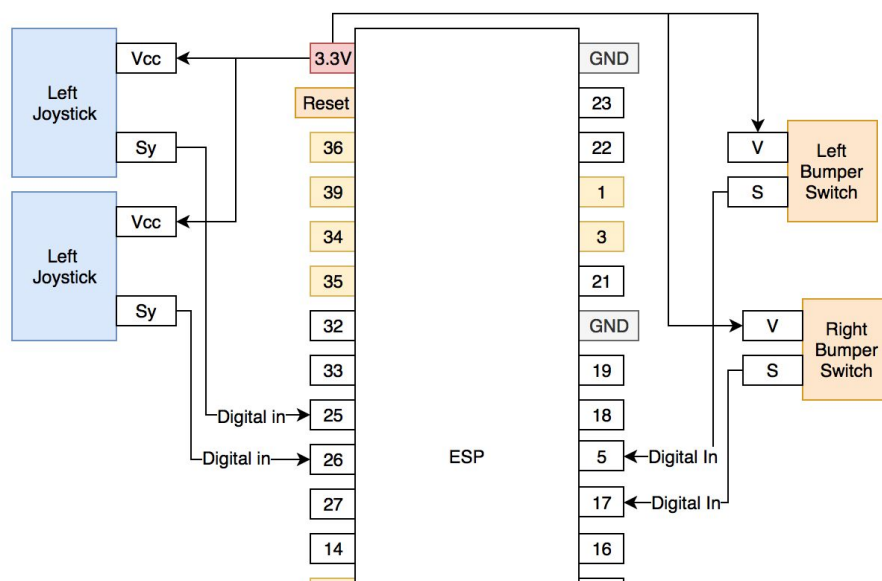 Left
Joystick
Vcc
Sy
Left
Joystick
Vcc
Sy
3.3V
Reset
36
39
34
35
32
33
25
26
27
14
Digital in
Digital in
ESP
GND
23
22
1
3
21
GND
19
18
5
17
16
Digital In
Digital In
V
S
Left
Bumper
Switch
V
S
Right
Bumper
Switch